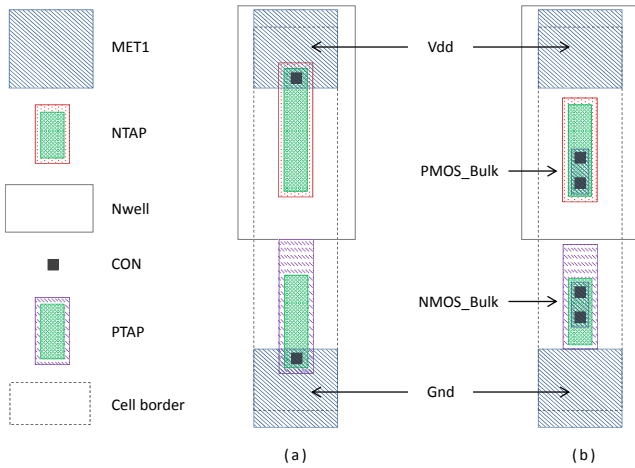 MET1
NTAP
Nwell
CON
PTAP
Cell border
Vdd
PMOS_Bulk
NMOS_Bulk
Gnd
(a)
(b)